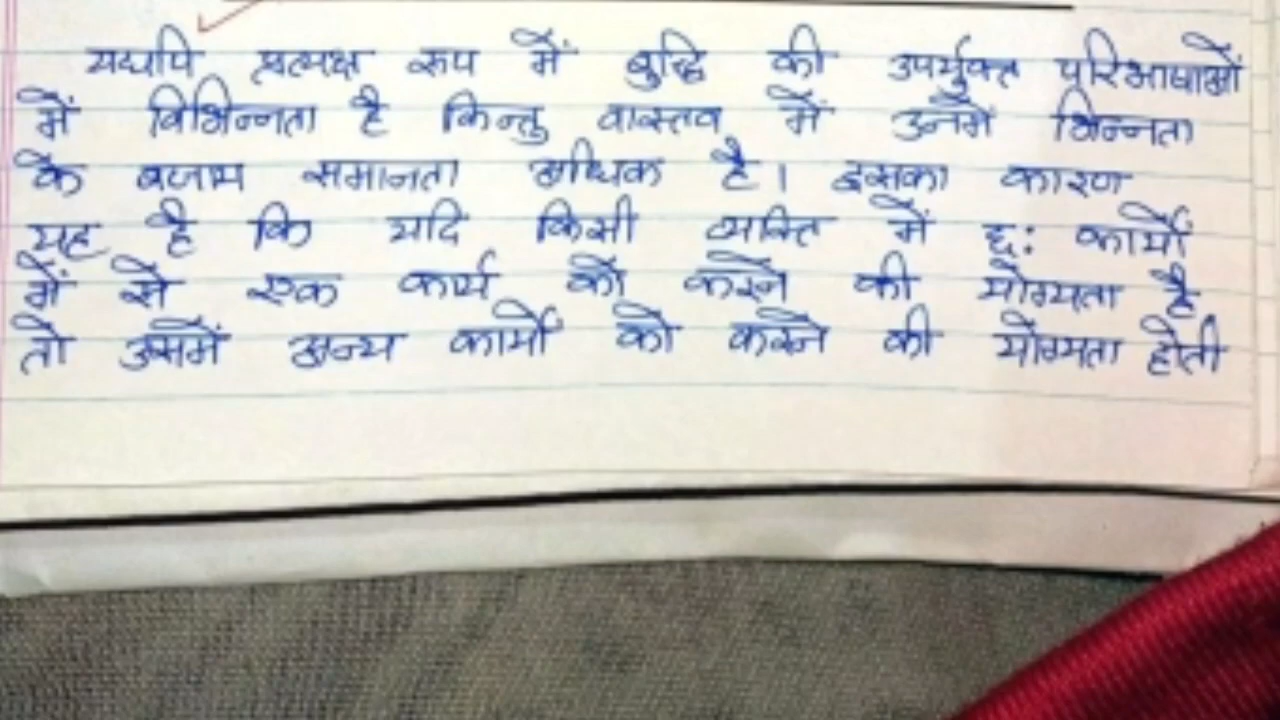 यद्यपि प्रत्यक्ष रूप में बुद्धि की उपर्युक्त परिभाषाओं
में विभिन्नता है किन्तु वास्तव में उनमें भिन्नता
के बजाय समानता अधिक है। इसका कारण
यह है कि यदि किसी व्यक्ति में छ: कार्यों
में से एक कार्य को करने की योग्यता है
तो उसमें अन्य कार्यों को करने की योग्यता होती